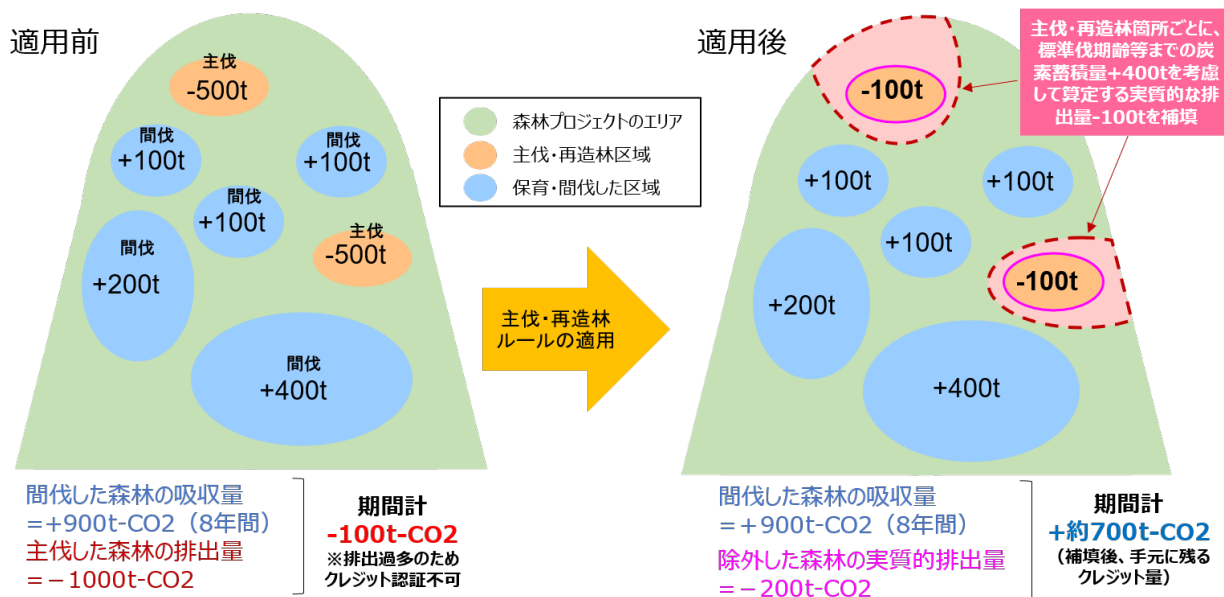 適用前
主伐
-500t
間伐
+100t
間伐
+100t
間伐
+100t
主伐
-500t
間伐
+200t
間伐
+400t
間伐した森林の吸収量
=+900t-CO2（8年間）
主伐した森林の排出量
=－1000t-CO2
期間計
-100t-CO2
※排出過多のため
クレジット認証不可
森林プロジェクトのエリア
主伐・再造林区域
保育・間伐した区域
主伐・再造林
ルールの適用
適用後
主伐・再造林箇所ごとに、
標準伐期齢等までの炭
素蓄積量+400tを考慮
して算定する実質的な排
出量-100tを補填
-100t
+100t
+100t
+100t
-100t
+200t
+400t
間伐した森林の吸収量
=+900t-CO2（8年間）
除外した森林の実質的排出量
=－200t-CO2
期間計
+約700t-CO2
（補填後、手元に残る
クレジット量）